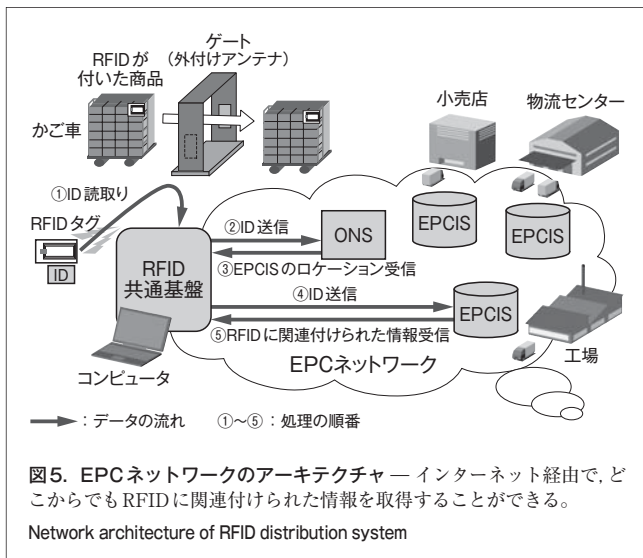 RFIDが
付いた商品
ゲート
(外付けアンテナ)
かご車
小売店
物流センター
①ID読取り
RFIDタグ
ID
RFID
共通基盤
②ID送信
ONS
③EPCISのロケーション受信
④ID送信
⑤RFIDに関連付けられた情報受信
EPCIS
EPCIS
EPCIS
EPCネットワーク
コンピュータ
工場
:データの流れ ①~⑤:処理の順番
図5. EPCネットワークのアーキテクチャ — インターネット経由で,ど
こからでもRFIDに関連付けられた情報を取得することができる。
Network architecture of RFID distribution system